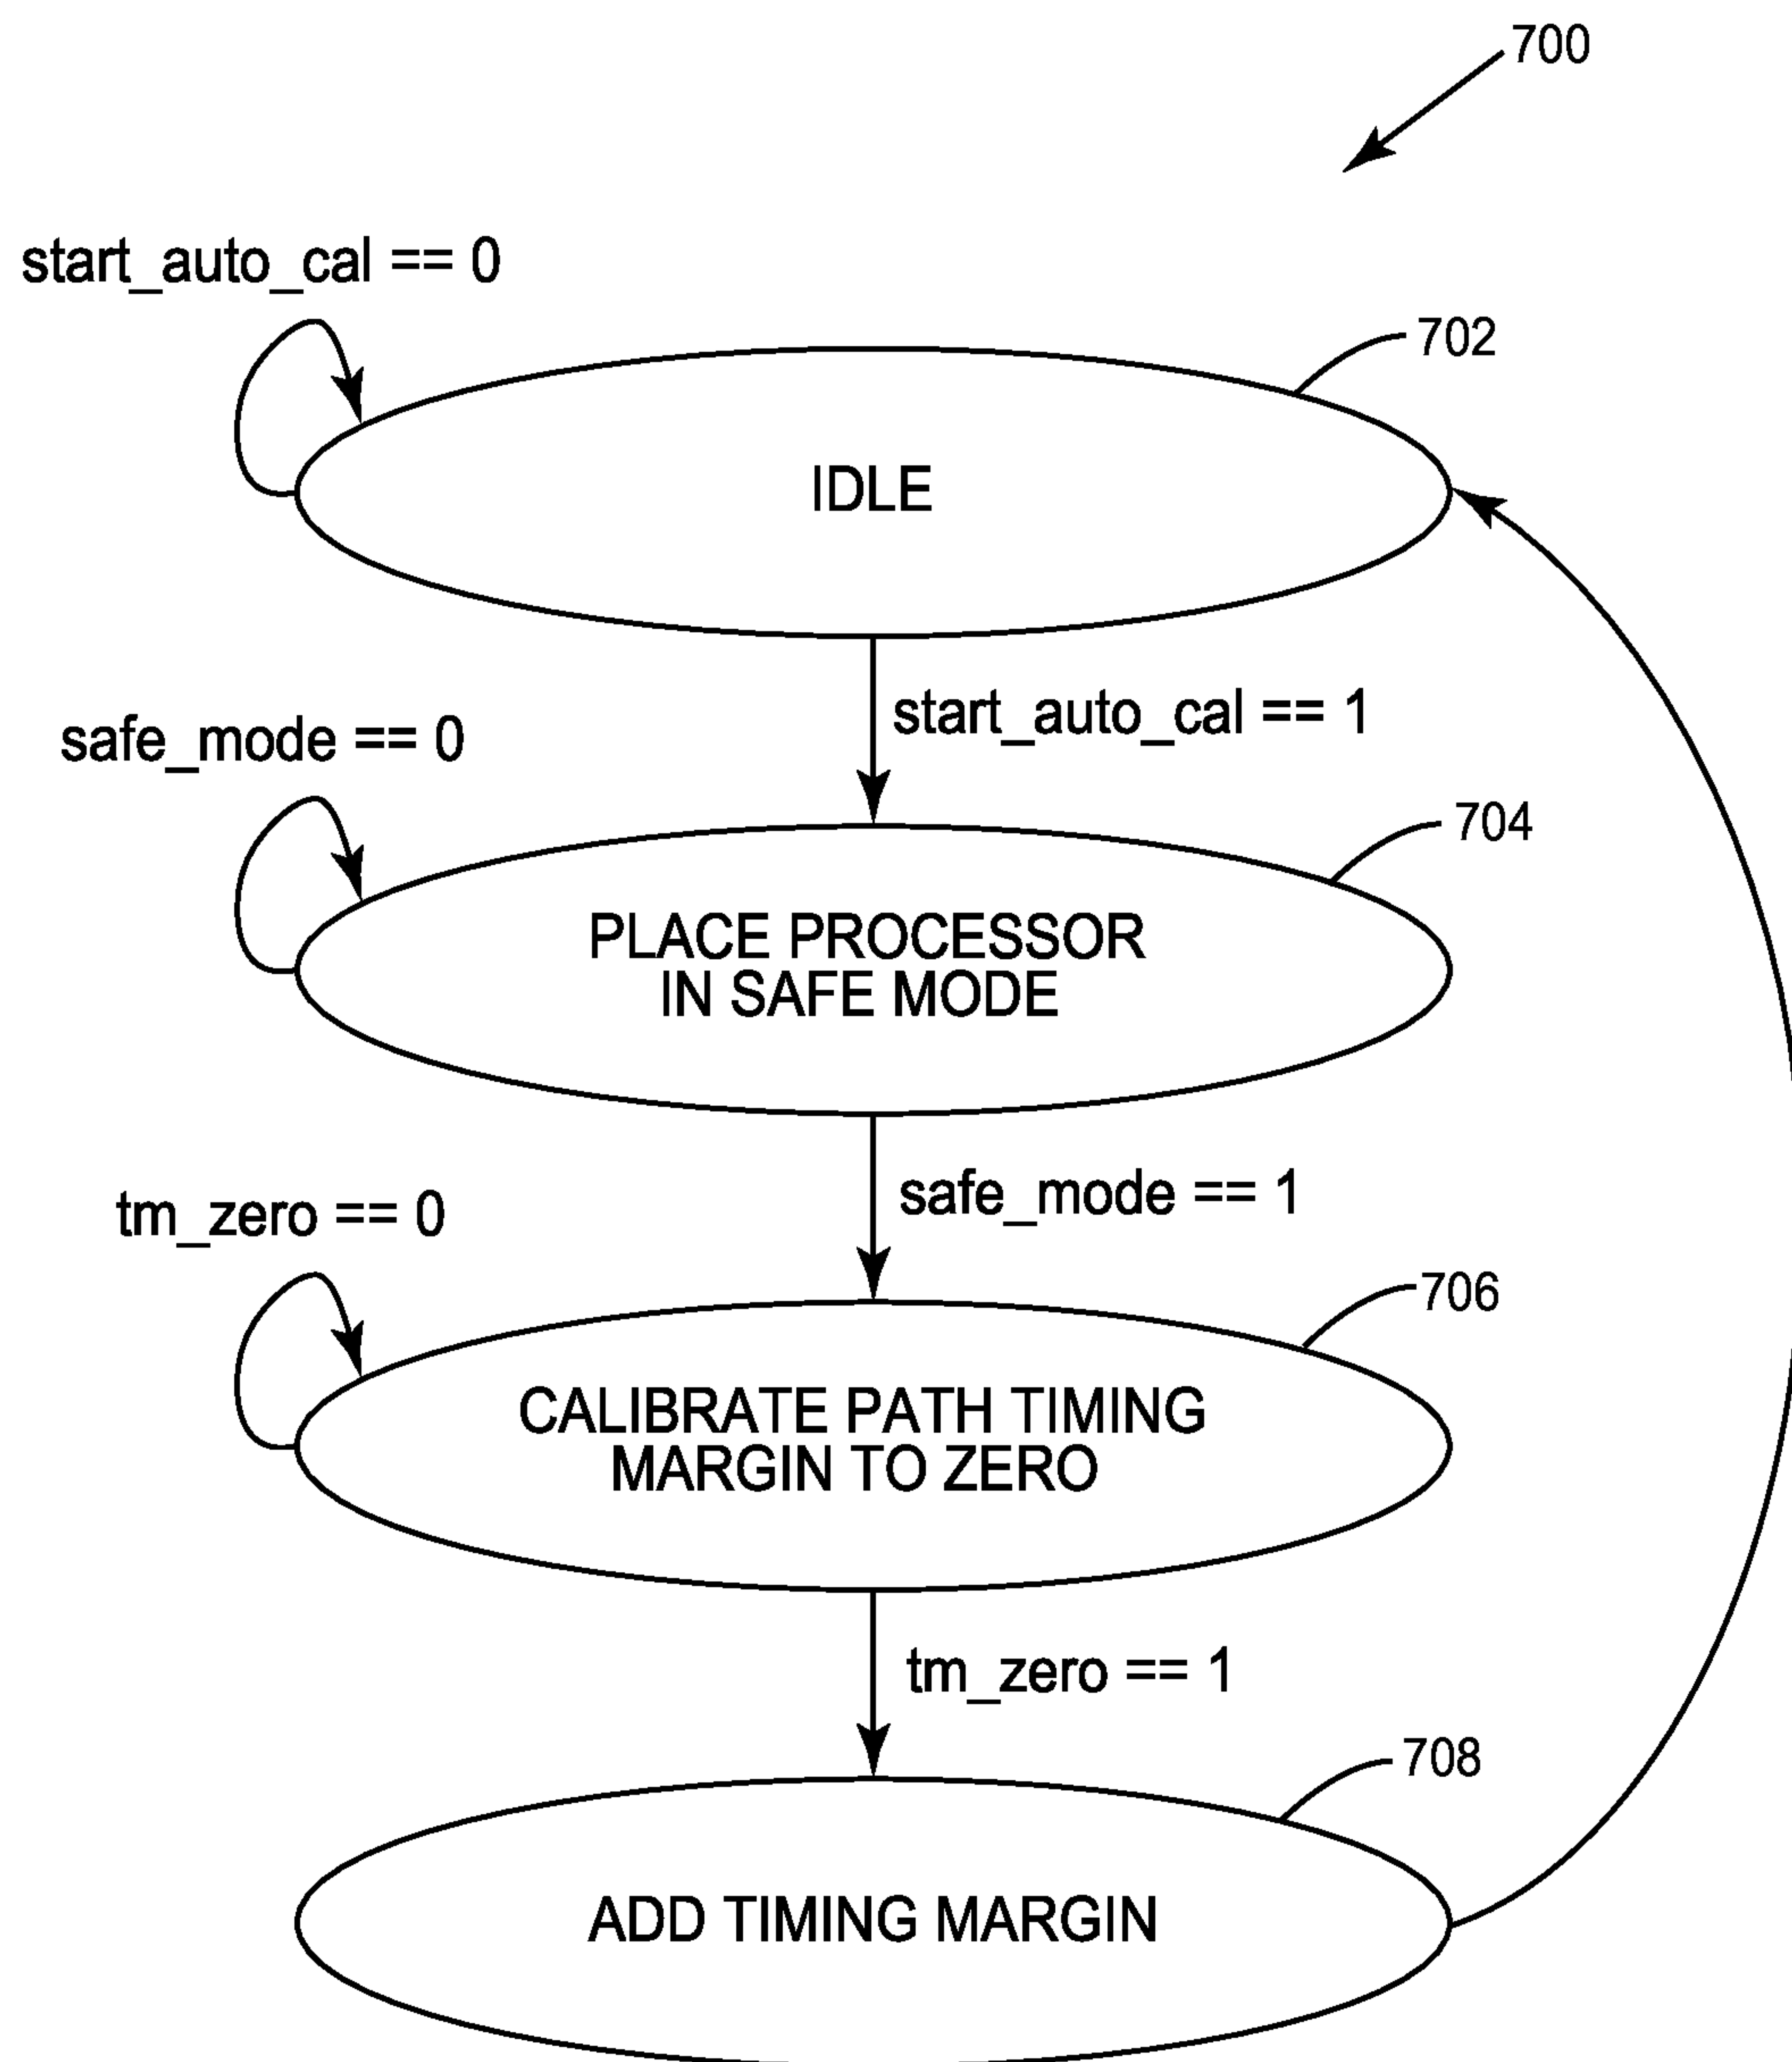 700
start_auto_cal == 0
702
IDLE
start_auto_cal == 1
safe_mode == 0
704
PLACE PROCESSOR
IN SAFE MODE
safe_mode == 1
tm_zero == 0
706
CALIBRATE PATH TIMING
MARGIN TO ZERO
tm_zero == 1
708
ADD TIMING MARGIN